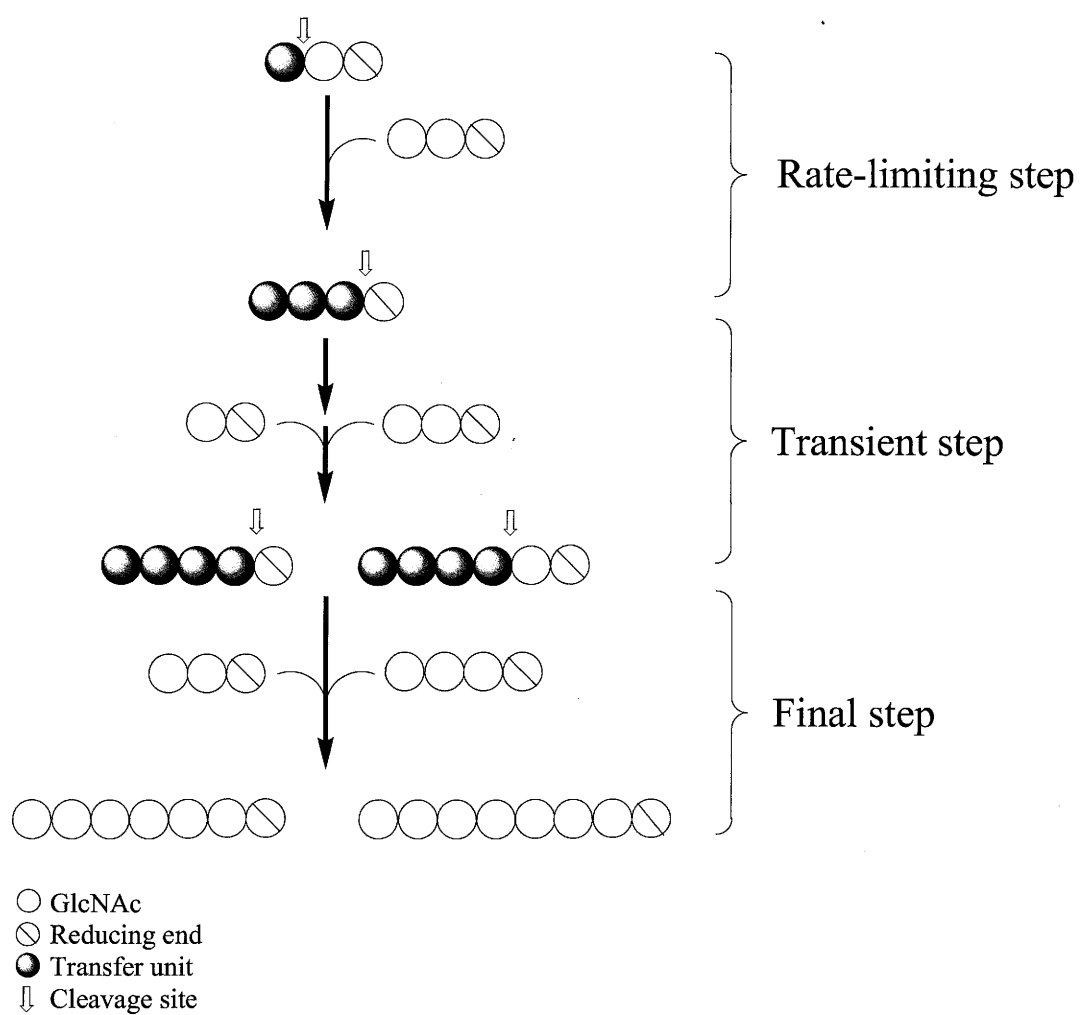 Rate-limiting step
Transient step
Final step
GlcNAc
Reducing end
Transfer unit
Cleavage site